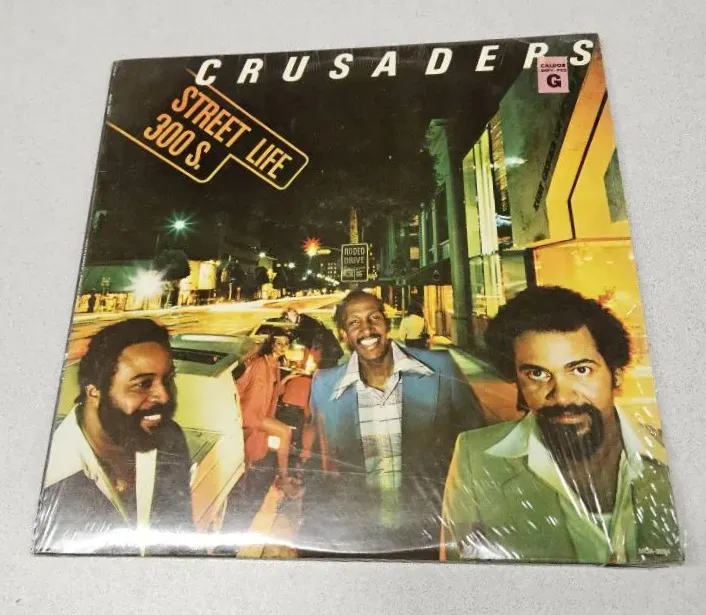 CRUSADERS
CALDOR
G
STREET LIFE
300 S.
RODEO
DRIVE